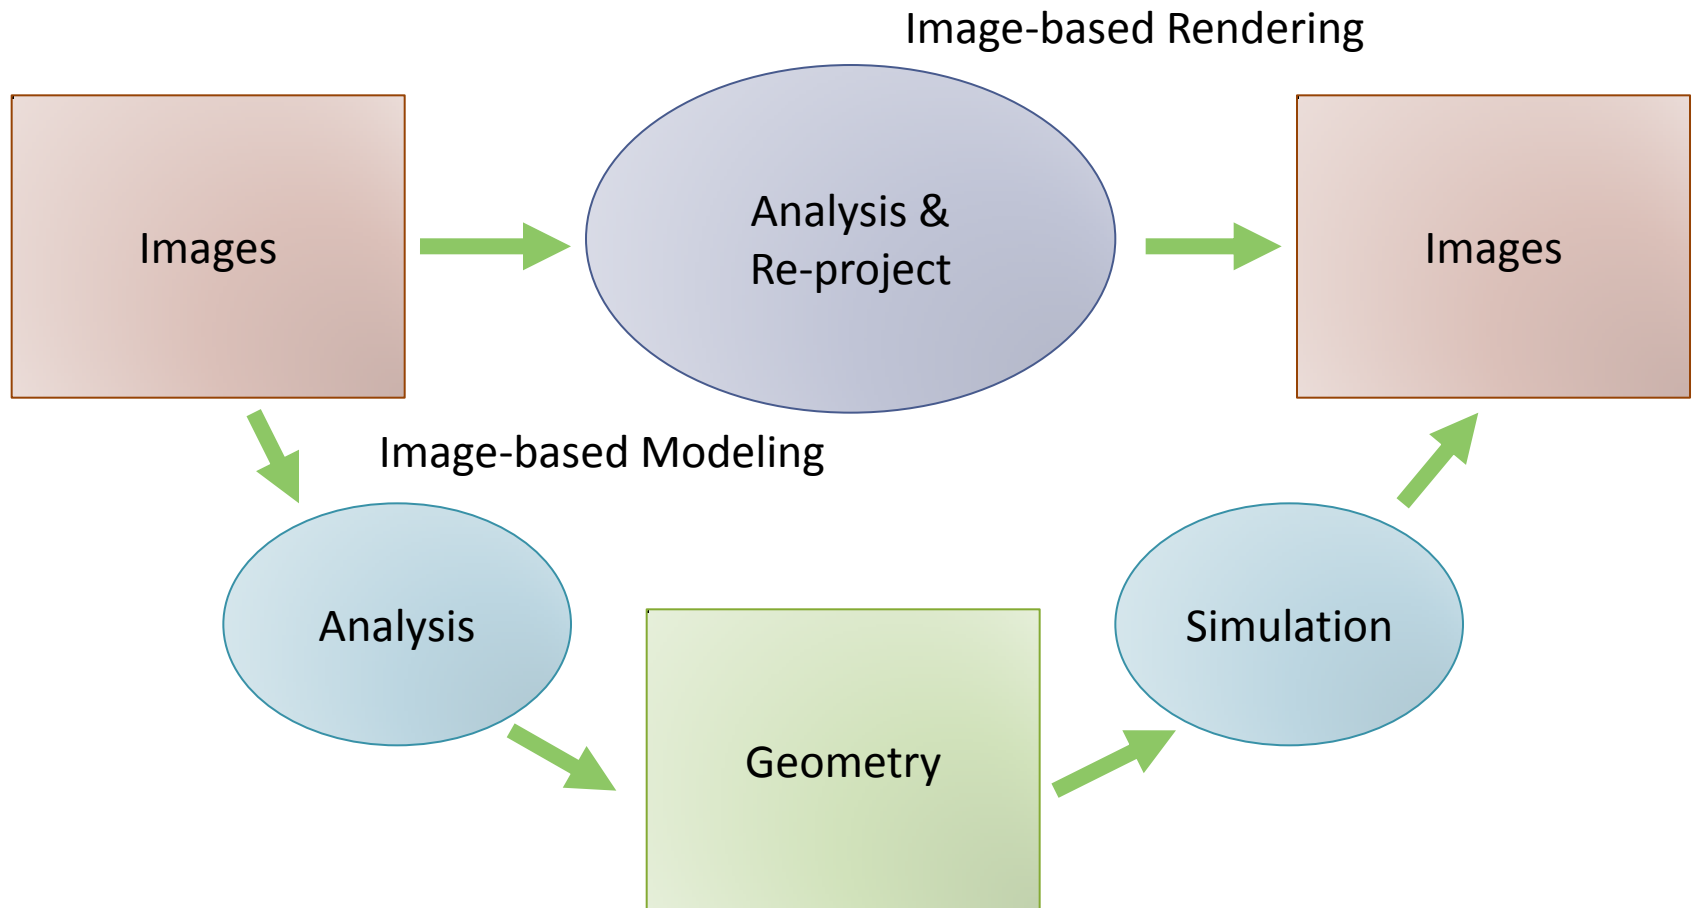 Image-based Rendering
Images
Analysis &
Re-project
Images
Image-based Modeling
Analysis
Simulation
Geometry